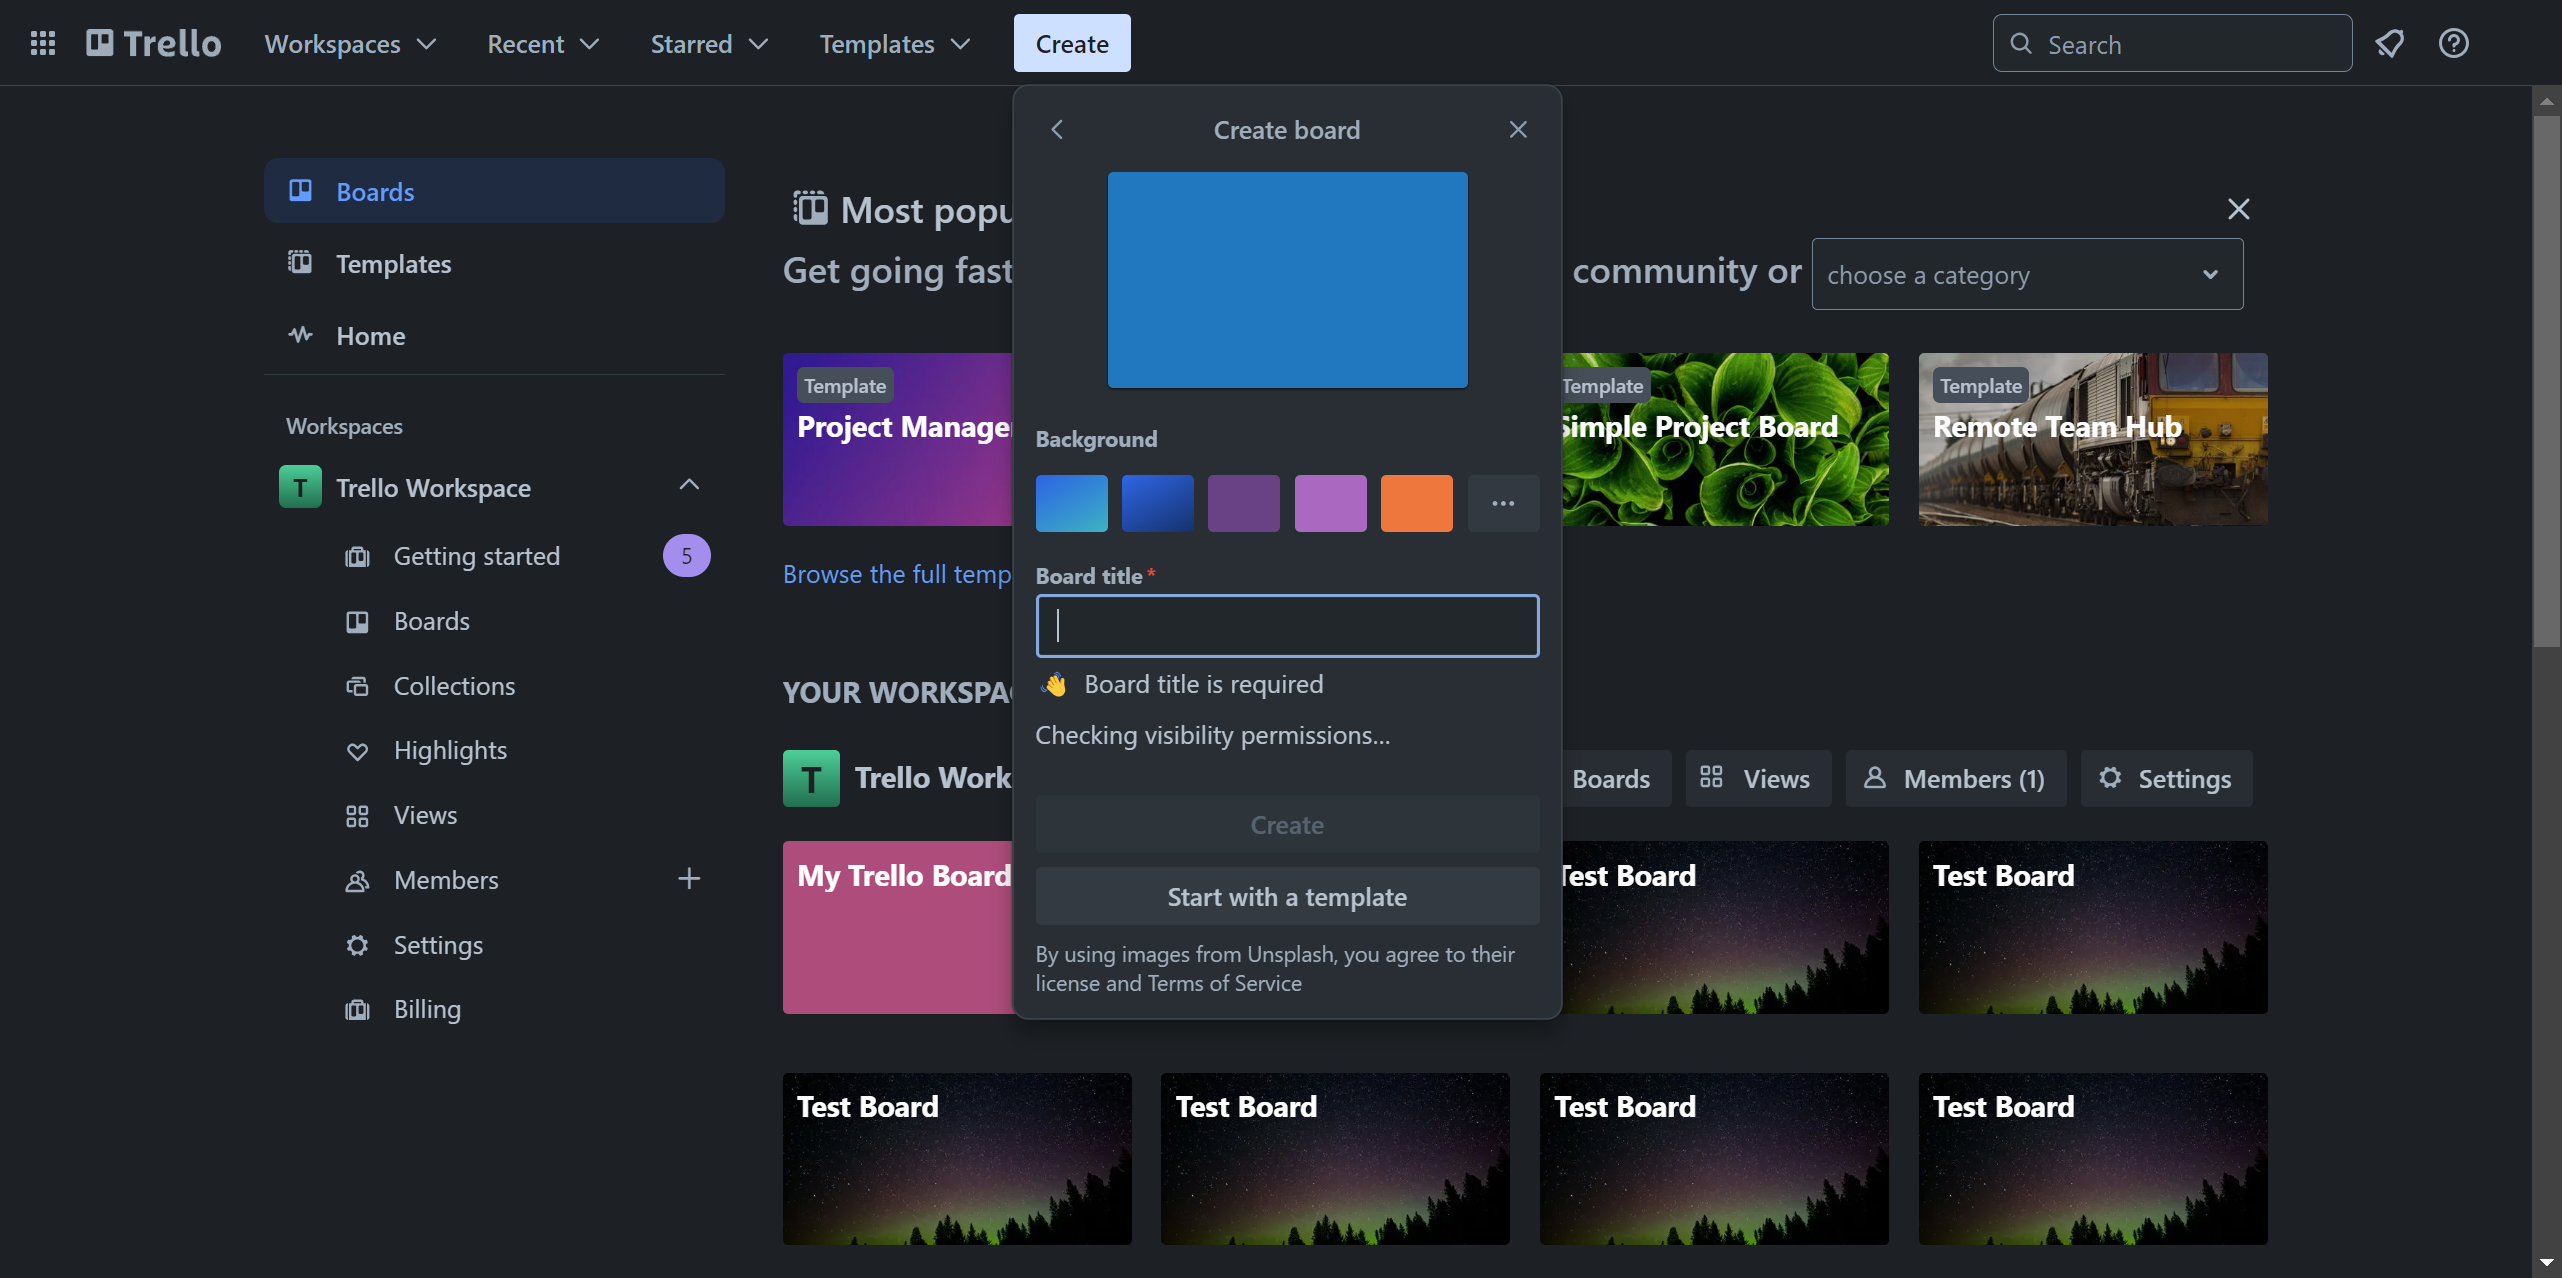 Trello
Workspaces
Recent
Starred
Templates
Create
Search
Boards
Templates
Home
Workspaces
T
Trello Workspace
Getting started
5
Boards
Collections
Highlights
Views
Members
Settings
Billing
Most popu
Get going fast
community or
choose a category
Template
Project Manage
Template
Simple Project Board
Template
Remote Team Hub
Browse the full temp
YOUR WORKSPAC
T
Trello Work
Boards
Views
Members (1)
Settings
My Trello Board
Test Board
Test Board
Test Board
Test Board
Test Board
Test Board
Create board
Background
Board title*
Board title is required
Checking visibility permissions...
Create
Start with a template
By using images from Unsplash, you agree to their
license and Terms of Service